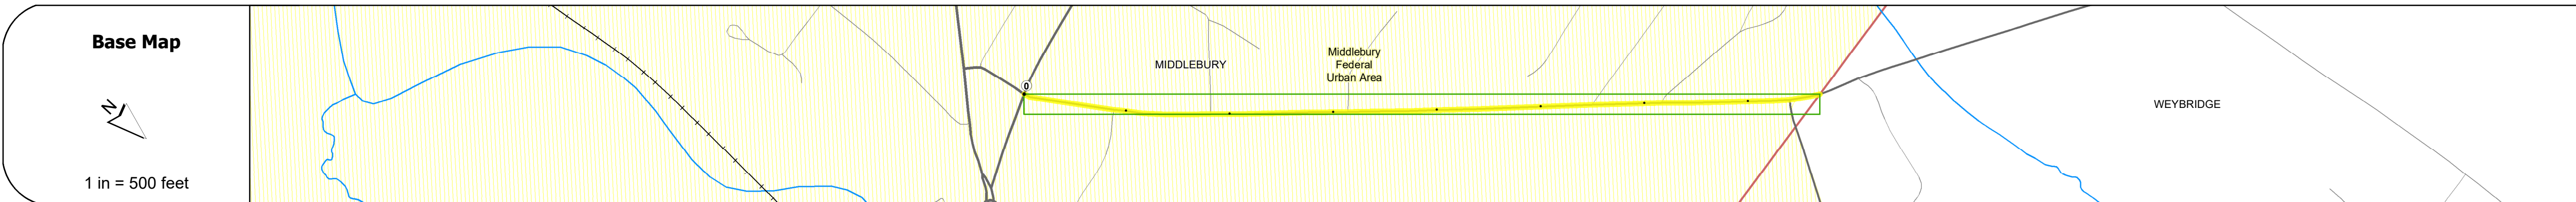 Base Map
N
1 in = 500 feet
0
MIDDLEBURY
Middlebury
Federal
Urban Area
WEYBRIDGE